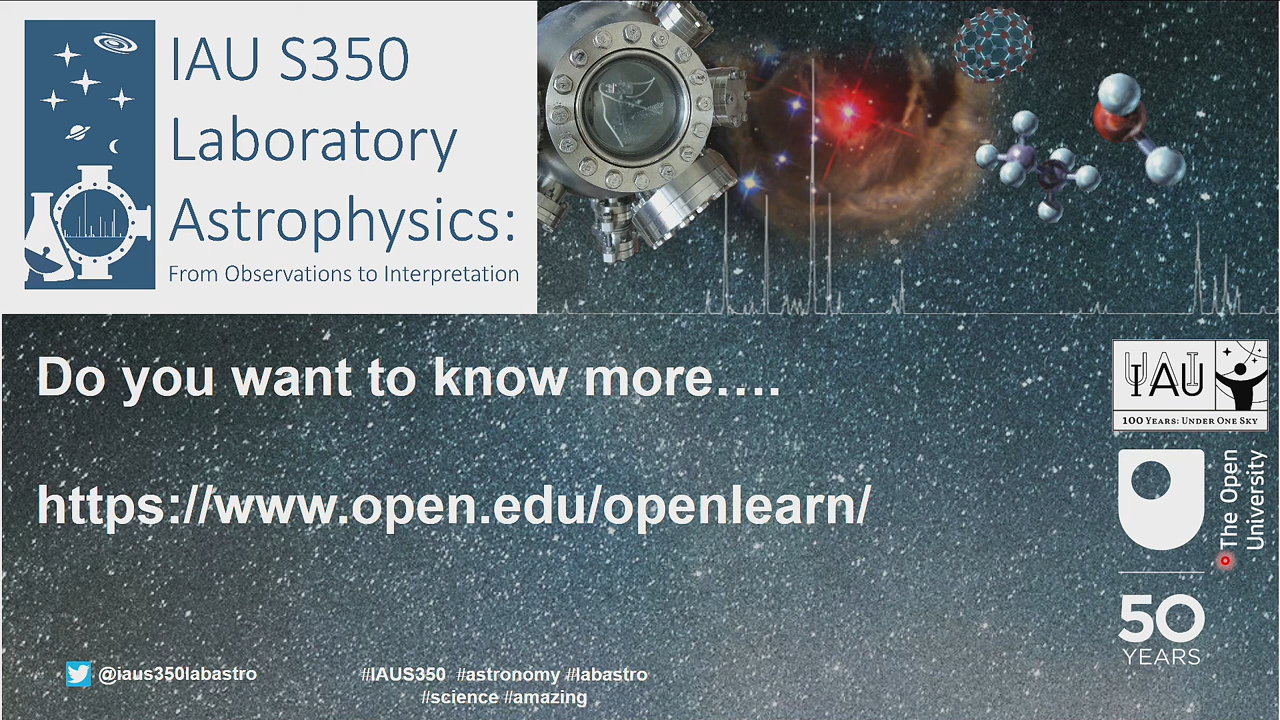 IAU S350
Laboratory
Astrophysics:
From Observations to Interpretation
Do you want to know more....
https://www.open.edu/openlearn/
IAU
100 YEARS: UNDER ONE SKY
The Open
University
50
YEARS
@iaus350labastro
#IAUS350 #astronomy #labastro
#science #amazing